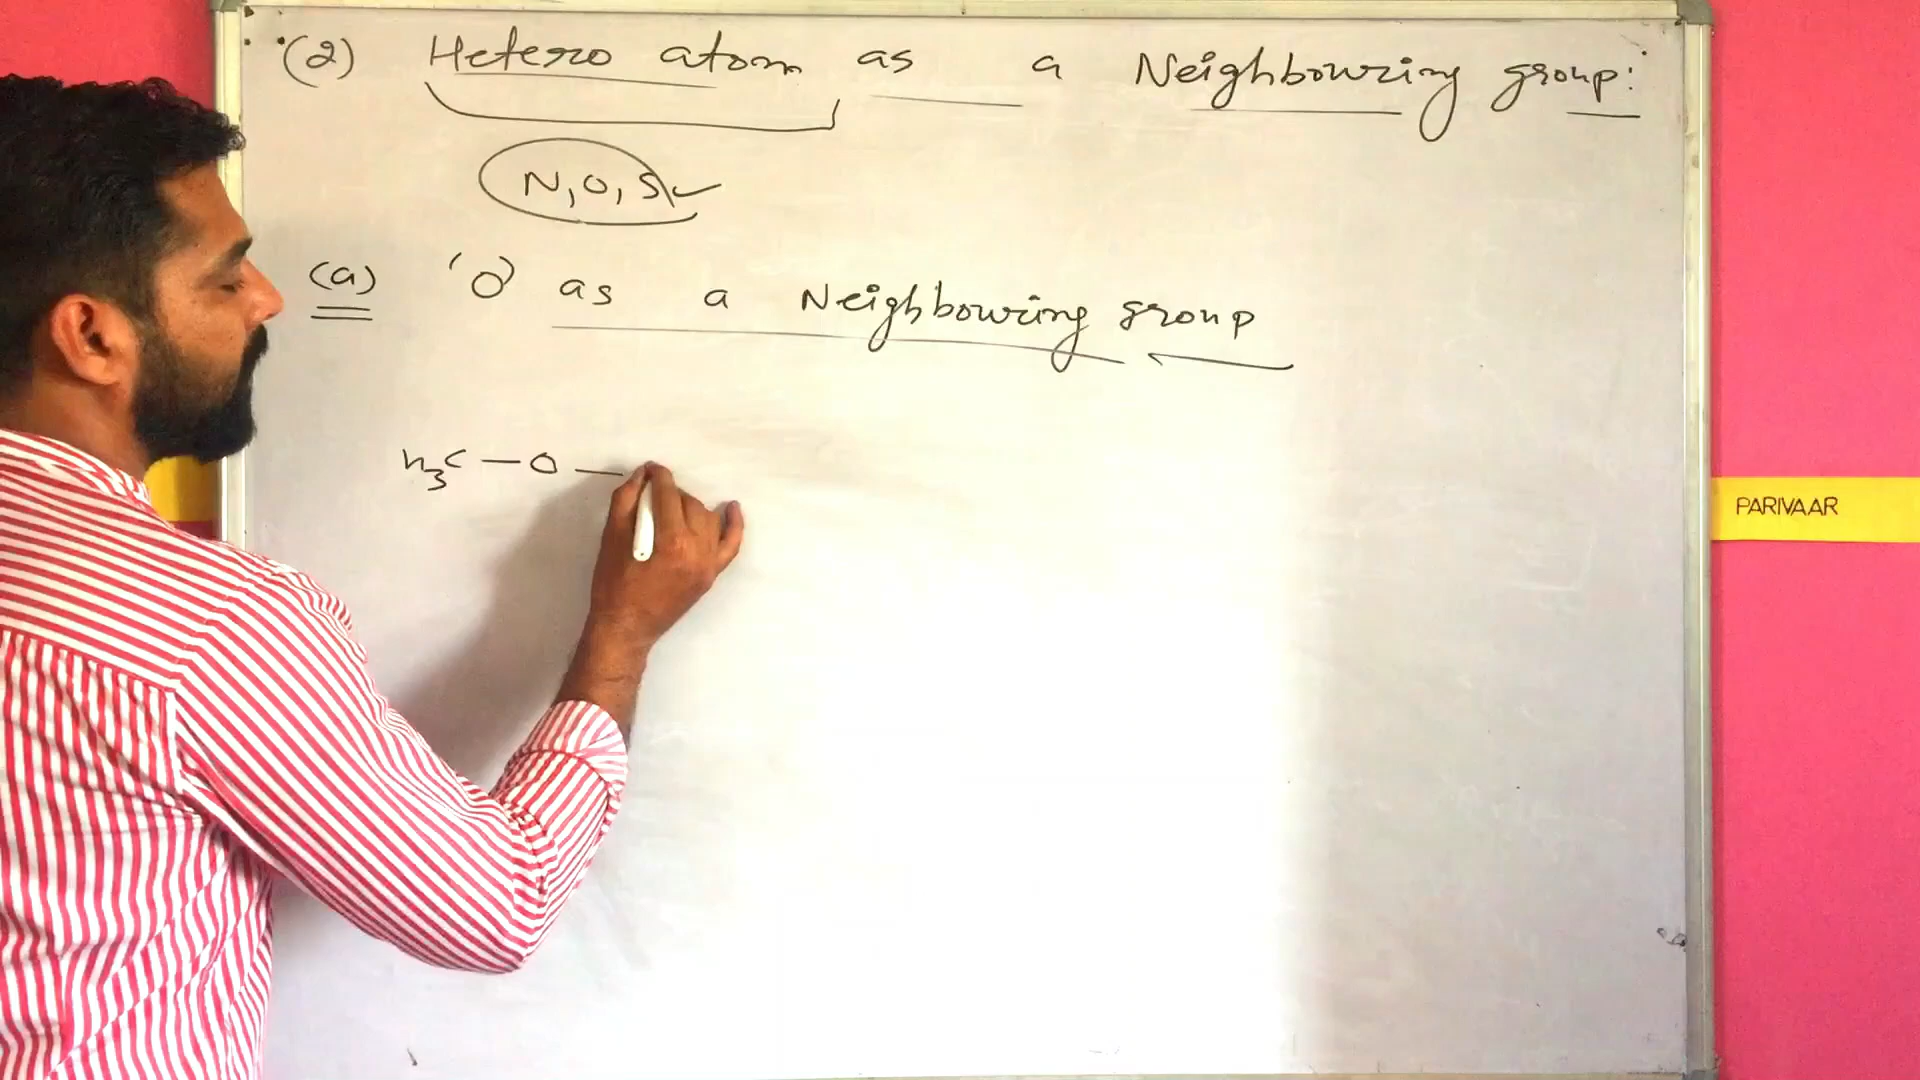 (2) Hetero atom as a Neighbouring group:
N, O, S
(a) 'O' as a Neighbouring group
H3C - O -
PARIVAAR